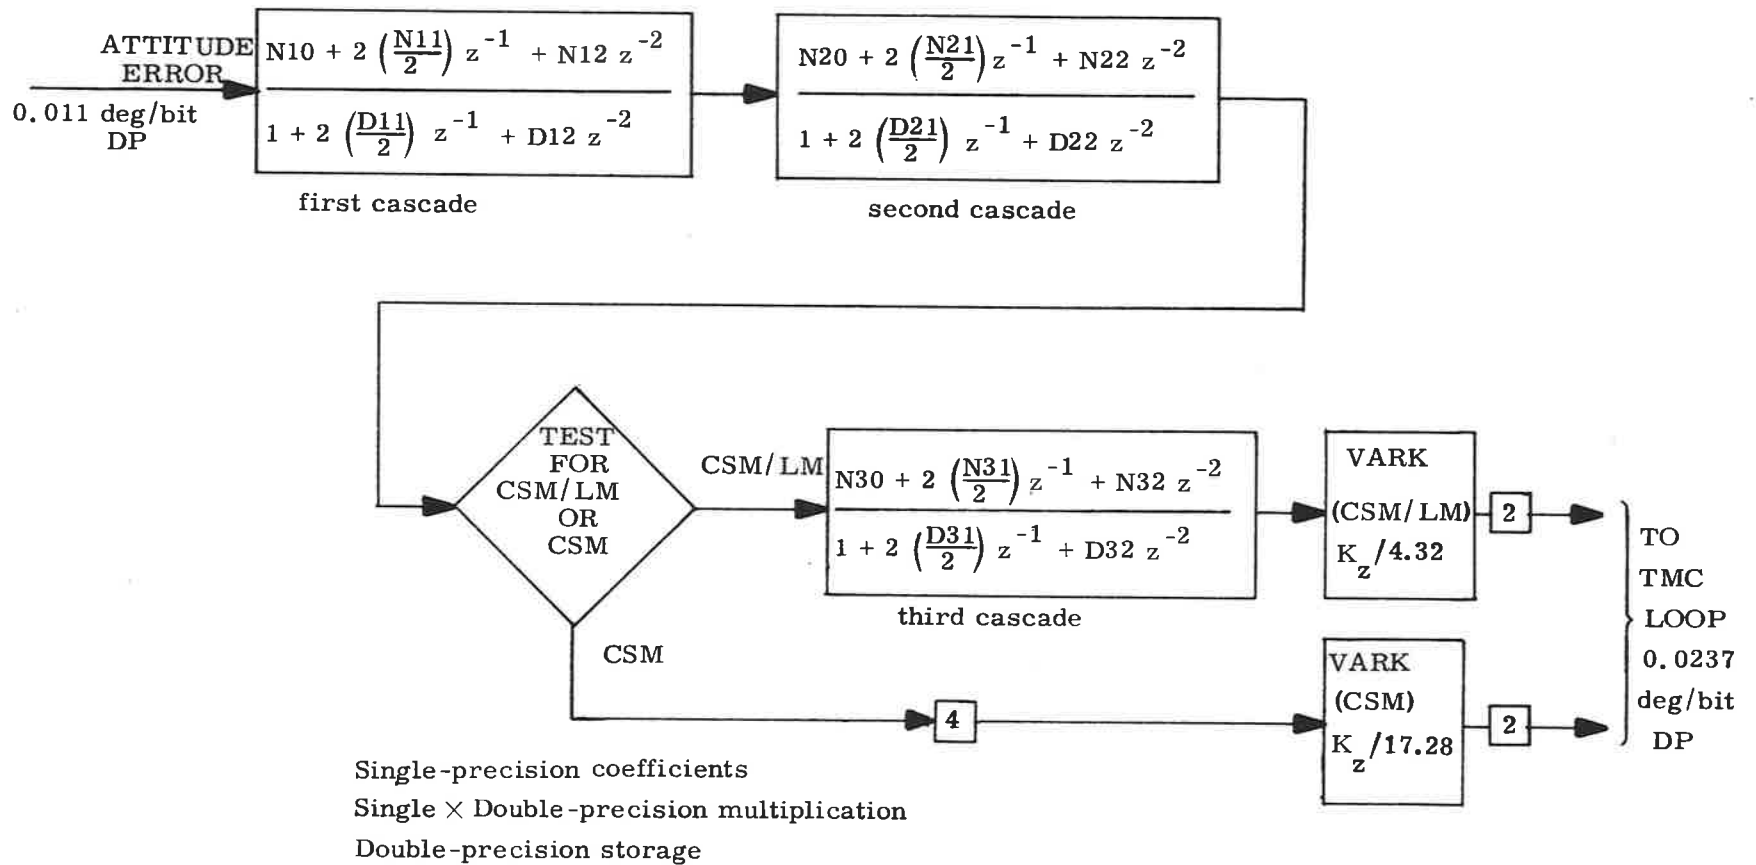 ATTITUDE
ERROR
0.011 deg/bit
DP
N10 + 2 (N11/2) z^-1 + N12 z^-2
1 + 2 (D11/2) z^-1 + D12 z^-2
first cascade
N20 + 2 (N21/2) z^-1 + N22 z^-2
1 + 2 (D21/2) z^-1 + D22 z^-2
second cascade
TEST
FOR
CSM/LM
OR
CSM
CSM/LM
N30 + 2 (N31/2) z^-1 + N32 z^-2
1 + 2 (D31/2) z^-1 + D32 z^-2
third cascade
VARK
(CSM/LM)
K_z/4.32
2
CSM
4
VARK
(CSM)
K_z/17.28
2
TO
TMC
LOOP
0.0237
deg/bit
DP
Single-precision coefficients
Single × Double-precision multiplication
Double-precision storage